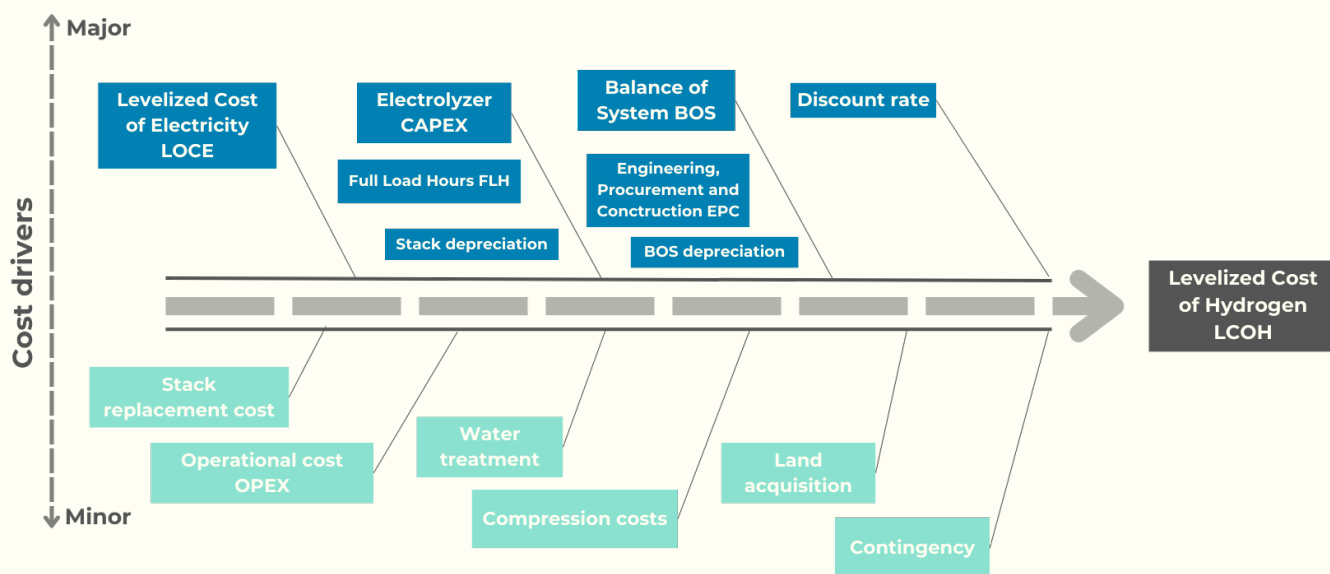 Major
Levelized Cost
of Electricity
LOCE
Electrolyzer
CAPEX
Full Load Hours FLH
Stack depreciation
Balance of
System BOS
Engineering,
Procurement and
Conctruction EPC
BOS depreciation
Discount rate
Cost drivers
Levelized Cost
of Hydrogen
LCOH
Stack
replacement cost
Operational cost
OPEX
Water
treatment
Compression costs
Land
acquisition
Contingency
Minor